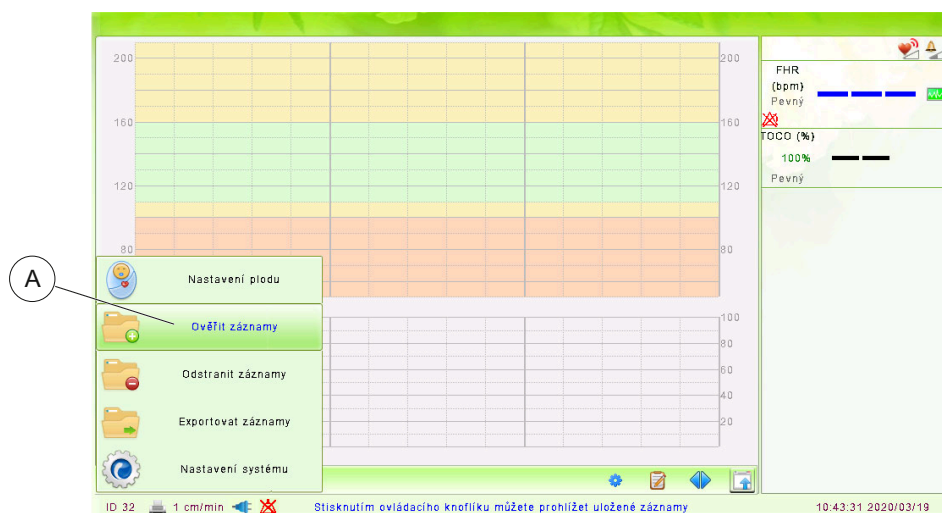 200
200
160
120
120
80
80
100
80
60
40
20
FHR
(bpm)
Pevný
TOCO (%)
100%
Pevný
A
Nastavení plodu
Ověřit záznamy
Odstranit záznamy
Exportovat záznamy
Nastavení systému
ID 32 1 cm/min Stisknutím ovládacího knoflíku můžete prohlížet uložené záznamy 10:43:31 2020/03/19